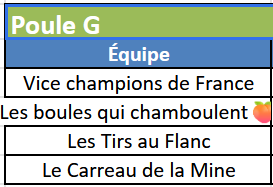 Poule G
Équipe
Vice champions de France
Les boules qui chamboulent 🍑
Les Tirs au Flanc
Le Carreau de la Mine